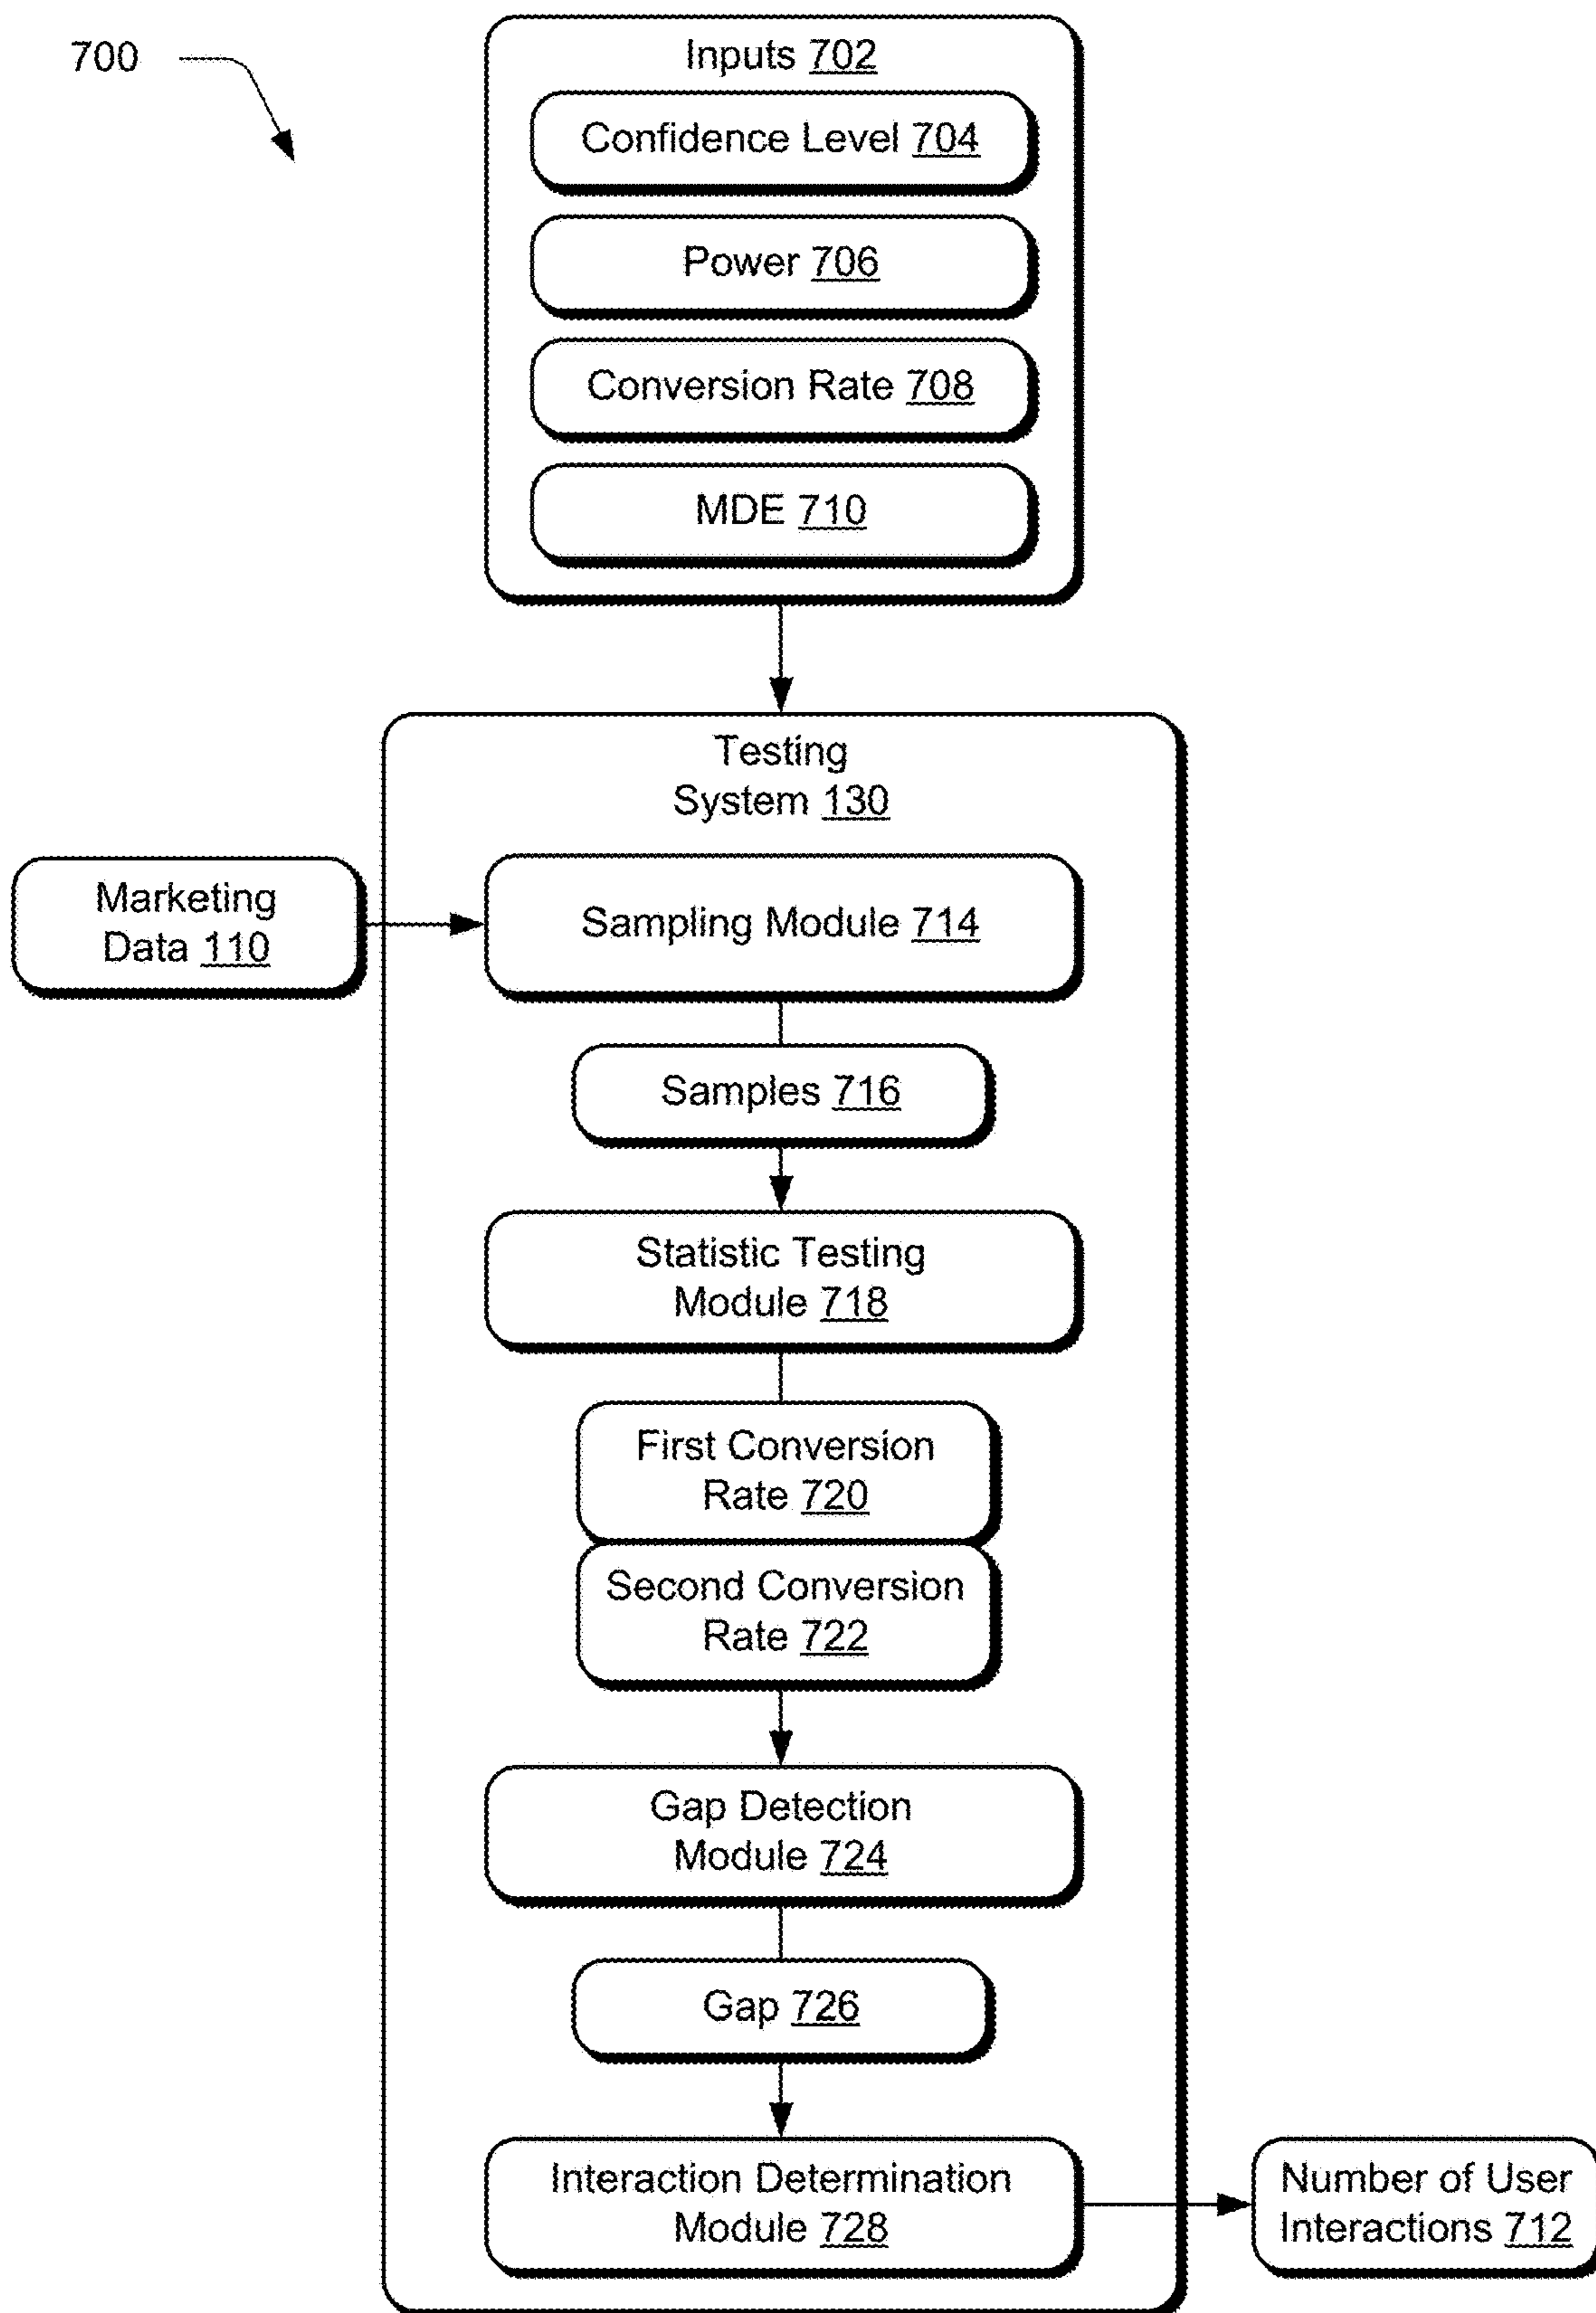 700
Inputs 702
Confidence Level 704
Power 706
Conversion Rate 708
MDE 710
Testing
System 130
Marketing
Data 110
Sampling Module 714
Samples 716
Statistic Testing
Module 718
First Conversion
Rate 720
Second Conversion
Rate 722
Gap Detection
Module 724
Gap 726
Interaction Determination
Module 728
Number of User
Interactions 712